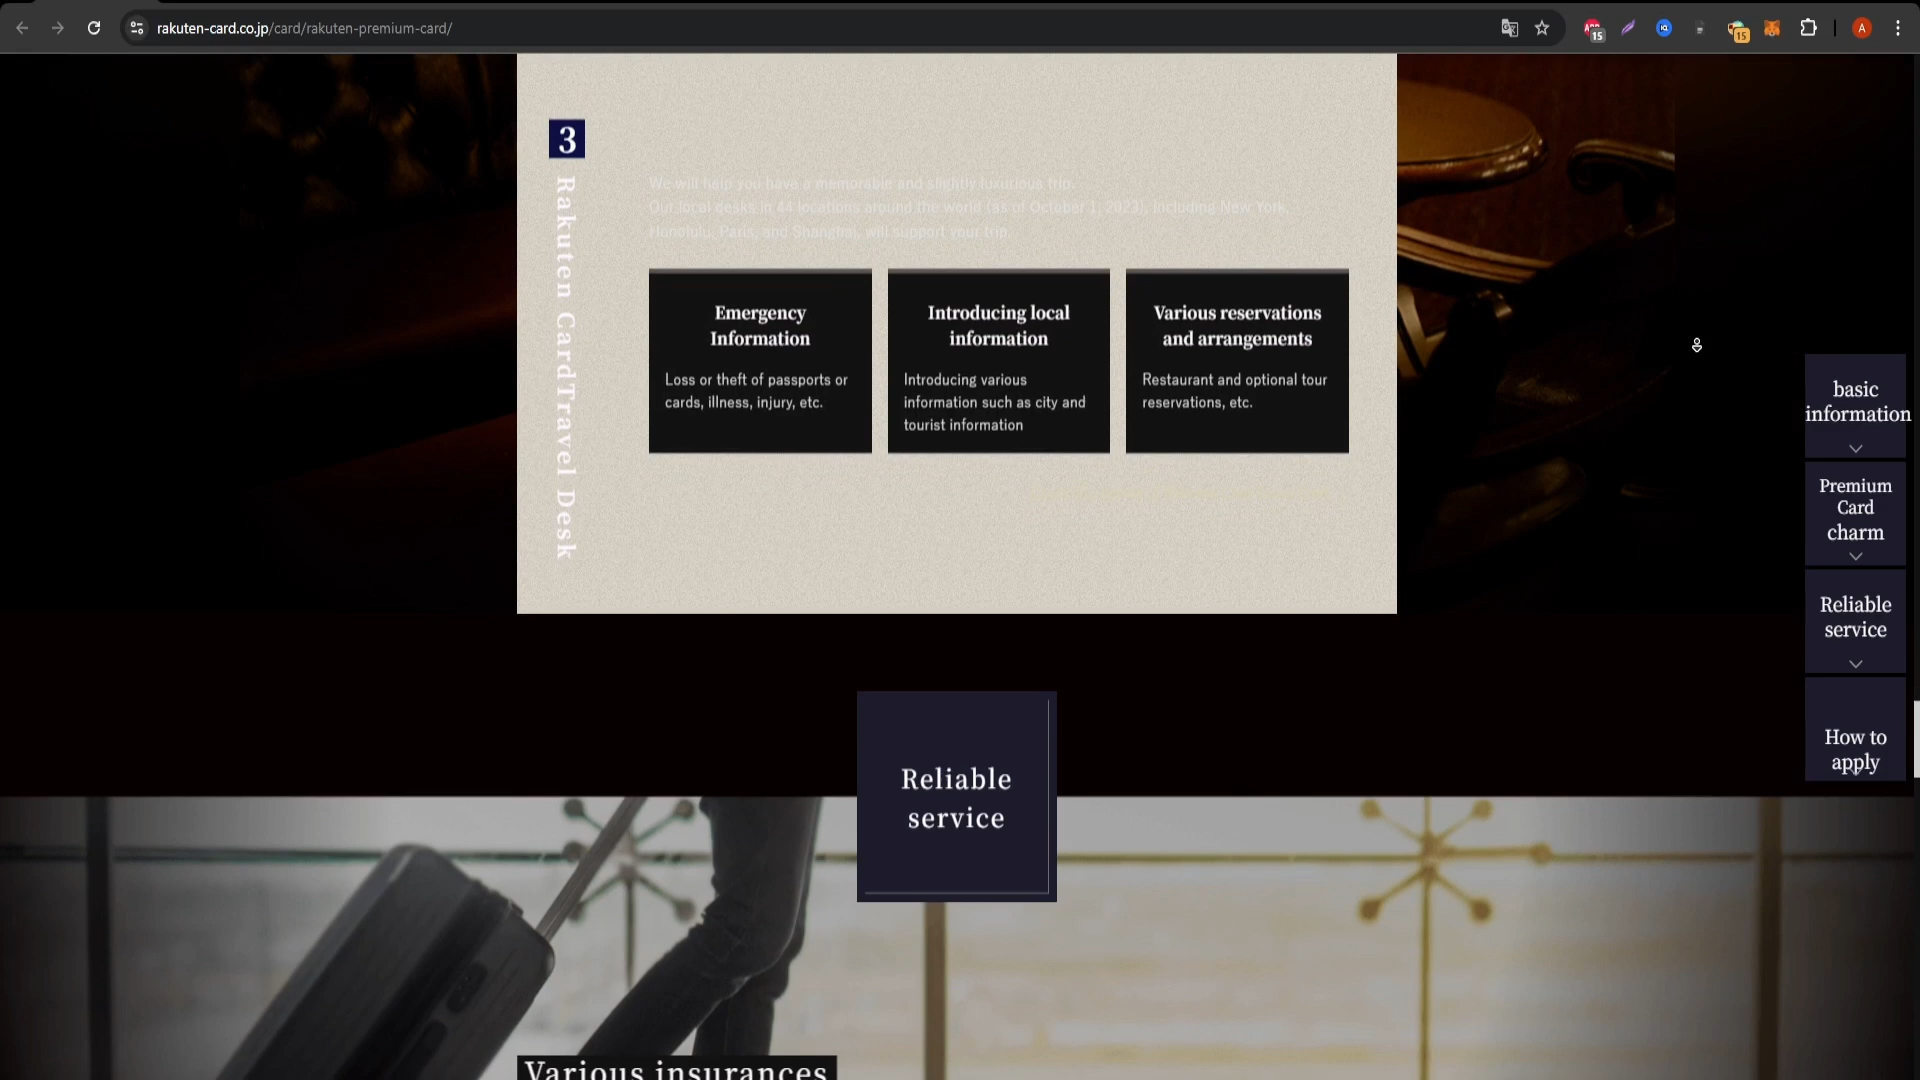 rakuten-card.co.jp/card/rakuten-premium-card/
15
15
A
3
Rakuten CardTravel Desk
We will help you have a memorable and slightly luxurious trip.
Our local desks in 44 locations around the world (as of October 1, 2023), including New York,
Honolulu, Paris, and Shanghai, will support your trip.
Emergency
Information
Loss or theft of passports or
cards, illness, injury, etc.
Introducing local
information
Introducing various
information such as city and
tourist information
Various reservations
and arrangements
Restaurant and optional tour
reservations, etc.
basic
information
Premium
Card
charm
Reliable
service
How to
apply
Reliable
service
Various insurances